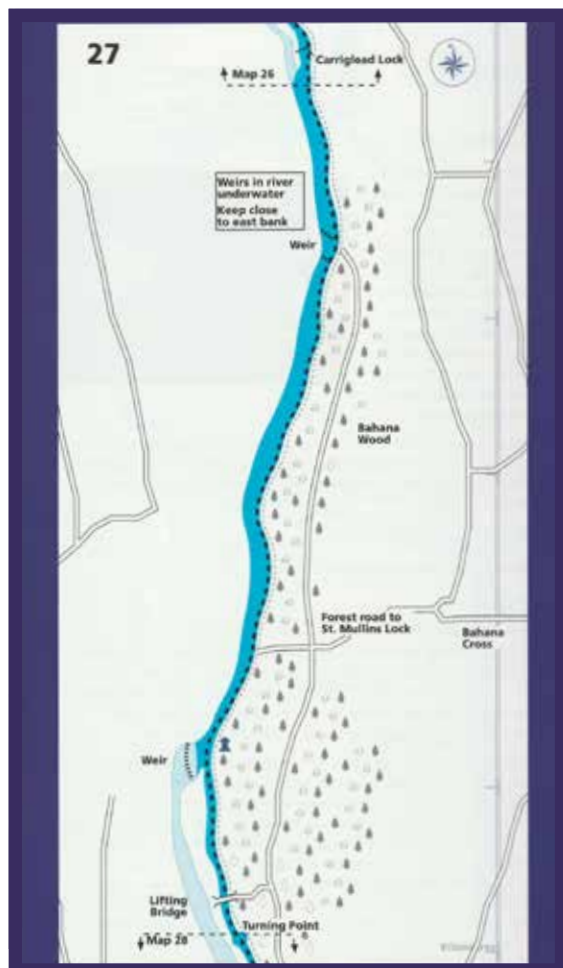 27
Carriglead Lock
Map 26
Weirs in river
underwater
Keep close
to east bank
Weir
Bahana
Wood
Forest road to
St. Mullins Lock
Bahana
Cross
Weir
Lifting
Bridge
Turning Point
Map 28